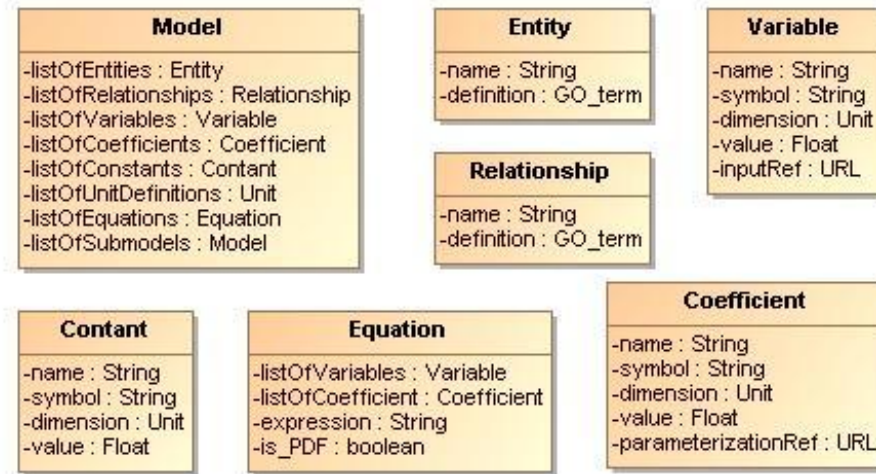 Model
-listOfEntities : Entity
-listOfRelationships : Relationship
-listOfVariables : Variable
-listOfCoefficients : Coefficient
-listOfConstants : Contant
-listOfUnitDefinitions : Unit
-listOfEquations : Equation
-listOfSubmodels : Model
Entity
-name : String
-definition : GO_term
Variable
-name : String
-symbol : String
-dimension : Unit
-value : Float
-inputRef : URL
Relationship
-name : String
-definition : GO_term
Contant
-name : String
-symbol : String
-dimension : Unit
-value : Float
Equation
-listOfVariables : Variable
-listOfCoefficient : Coefficient
-expression : String
-is_PDF : boolean
Coefficient
-name : String
-symbol : String
-dimension : Unit
-value : Float
-parameterizationRef : URL